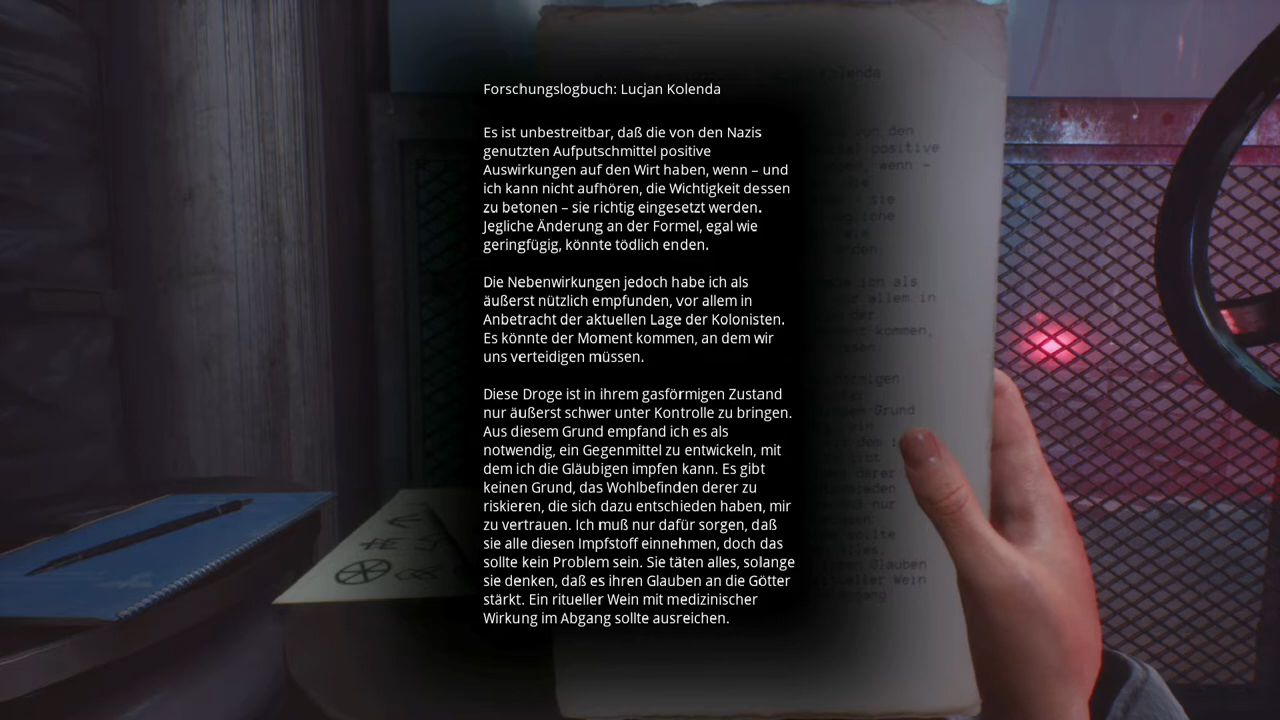 Forschungslogbuch: Lucjan Kolenda
Es ist unbestreitbar, daß die von den Nazis
genutzten Aufputschmittel positive
Auswirkungen auf den Wirt haben, wenn – und
ich kann nicht aufhören, die Wichtigkeit dessen
zu betonen – sie richtig eingesetzt werden.
Jegliche Änderung an der Formel, egal wie
geringfügig, könnte tödlich enden.
Die Nebenwirkungen jedoch habe ich als
äußerst nützlich empfunden, vor allem in
Anbetracht der aktuellen Lage der Kolonisten.
Es könnte der Moment kommen, an dem wir
uns verteidigen müssen.
Diese Droge ist in ihrem gasförmigen Zustand
nur äußerst schwer unter Kontrolle zu bringen.
Aus diesem Grund empfand ich es als
notwendig, ein Gegenmittel zu entwickeln, mit
dem ich die Gläubigen impfen kann. Es gibt
keinen Grund, das Wohlbefinden derer zu
riskieren, die sich dazu entschieden haben, mir
zu vertrauen. Ich muß nur dafür sorgen, daß
sie alle diesen Impfstoff einnehmen, doch das
sollte kein Problem sein. Sie täten alles, solange
sie denken, daß es ihren Glauben an die Götter
stärkt. Ein ritueller Wein mit medizinischer
Wirkung im Abgang sollte ausreichen.